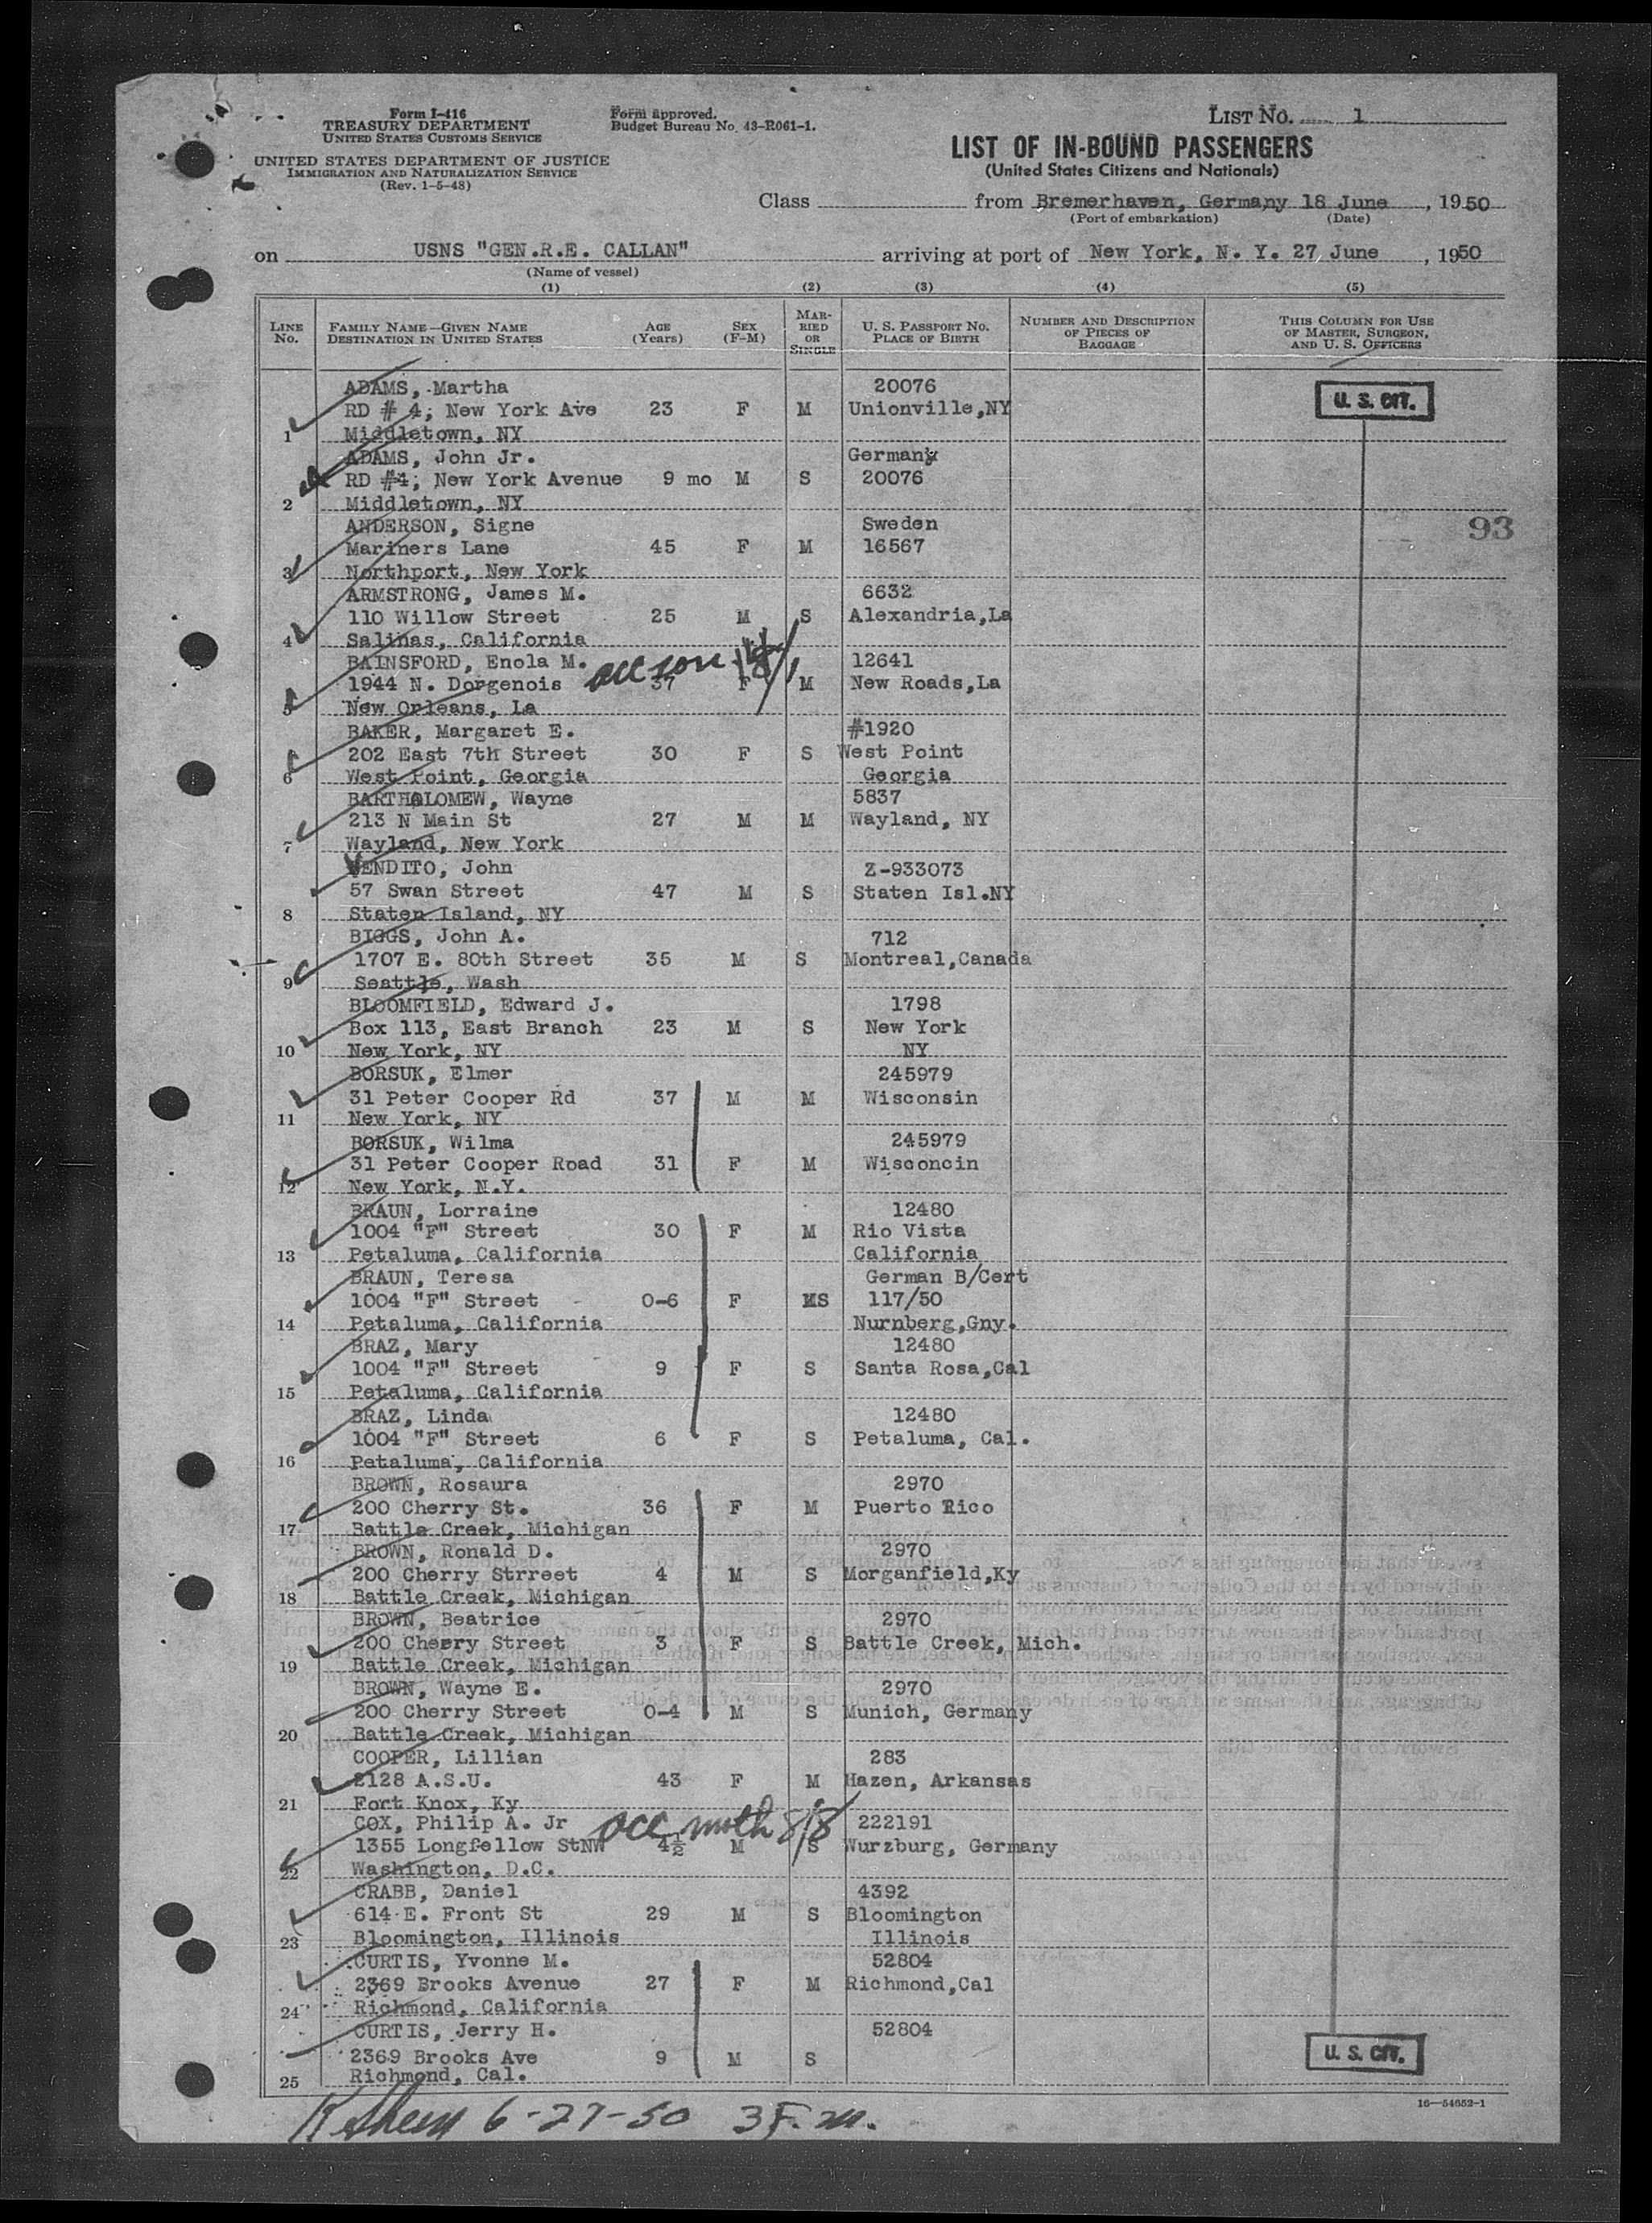 Form I-416
TREASURY DEPARTMENT
UNITED STATES CUSTOMS SERVICE
UNITED STATES DEPARTMENT OF JUSTICE
IMMIGRATION AND NATURALIZATION SERVICE
(Rev. 1-5-48)
Form approved.
Budget Bureau No. 43-R061-1.
LIST NO. 1
LIST OF IN-BOUND PASSENGERS
(United States Citizens and Nationals)
Class from Bremerhaven, Germany 18 June, 1950
(Port of embarkation) (Date)
on USNS "GEN.R.E. CALLAN" arriving at port of New York, N. Y. 27 June, 1950
(Name of vessel)
(1) (2) (3) (4) (5)
LINE No. FAMILY NAME—GIVEN NAME DESTINATION IN UNITED STATES AGE (Years) SEX (F-M) MARRIED OR SINGLE U. S. PASSPORT NO. PLACE OF BIRTH NUMBER AND DESCRIPTION OF PIECES OF BAGGAGE THIS COLUMN FOR USE OF MASTER, SURGEON, AND U. S. OFFICERS
ADAMS, Martha 20076
RD # 4; New York Ave 23 F M Unionville,NY U. S. CIT.
1 Middletown, NY
ADAMS, John Jr. Germany
RD #4; New York Avenue 9 mo M S 20076
2 Middletown, NY
ANDERSON, Signe Sweden
93
Mariners Lane 45 F M 16567
3 Northport, New York
ARMSTRONG, James M. 6632
110 Willow Street 25 M S Alexandria,La
4 Salinas, California
BAINSFORD, Enola M. acc son 12641
1944 N. Dorgenois 37 F M New Roads,La
5 New Orleans, La
BAKER, Margaret E. #1920
202 East 7th Street 30 F S West Point
6 West Point, Georgia Georgia
BARTHOLOMEW, Wayne 5837
213 N Main St 27 M M Wayland, NY
7 Wayland, New York
VENDITO, John Z-933073
57 Swan Street 47 M S Staten Isl.NY
8 Staten Island, NY
BIGGS, John A. 712
1707 E. 80th Street 35 M S Montreal,Canada
9 Seattle, Wash
BLOOMFIELD, Edward J. 1798
Box 113, East Branch 23 M S New York
10 New York, NY NY
BORSUK, Elmer 245979
31 Peter Cooper Rd 37 M M Wisconsin
11 New York, NY
BORSUK, Wilma 245979
31 Peter Cooper Road 31 F M Wisconcin
12 New York, N.Y.
BRAUN, Lorraine 12480
1004 "F" Street 30 F M Rio Vista
13 Petaluma, California California
BRAUN, Teresa German B/Cert
1004 "F" Street 0-6 F MS 117/50
14 Petaluma, California Nurnberg,Gny.
BRAZ, Mary 12480
1004 "F" Street 9 F S Santa Rosa,Cal
15 Petaluma, California
BRAZ, Linda 12480
1004 "F" Street 6 F S Petaluma, Cal.
16 Petaluma, California
BROWN, Rosaura 2970
200 Cherry St. 36 F M Puerto Rico
17 Battle Creek, Michigan
BROWN, Ronald D. 2970
200 Cherry Strreet 4 M S Morganfield,Ky
18 Battle Creek, Michigan
BROWN, Beatrice 2970
200 Cherry Street 3 F S Battle Creek, Mich.
19 Battle Creek, Michigan
BROWN, Wayne E. 2970
200 Cherry Street 0-4 M S Munich, Germany
20 Battle Creek, Michigan
COOPER, Lillian 283
2128 A.S.U. 43 F M Hazen, Arkansas
21 Fort Knox, Ky
COX, Philip A. Jr acc moth 8/8 222191
1355 Longfellow StNW 4½ M S Wurzburg, Germany
22 Washington, D.C.
CRABB, Daniel 4392
614 E. Front St 29 M S Bloomington
23 Bloomington, Illinois Illinois
CURTIS, Yvonne M. 52804
2369 Brooks Avenue 27 F M Richmond,Cal
24 Richmond, California
CURTIS, Jerry H. 52804
2369 Brooks Ave 9 M S U. S. CIT.
25 Richmond, Cal.
16—54652-1
6-27-50